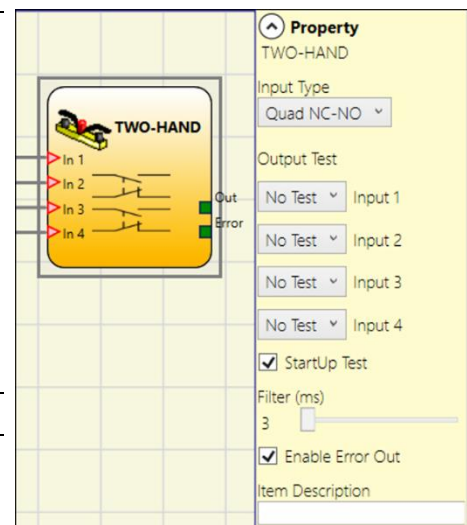 TWO-HAND
In 1
In 2
In 3
In 4
Out
Error
Property
TWO-HAND
Input Type
Quad NC-NO
Output Test
No Test Input 1
No Test Input 2
No Test Input 3
No Test Input 4
StartUp Test
Filter (ms)
3
Enable Error Out
Item Description